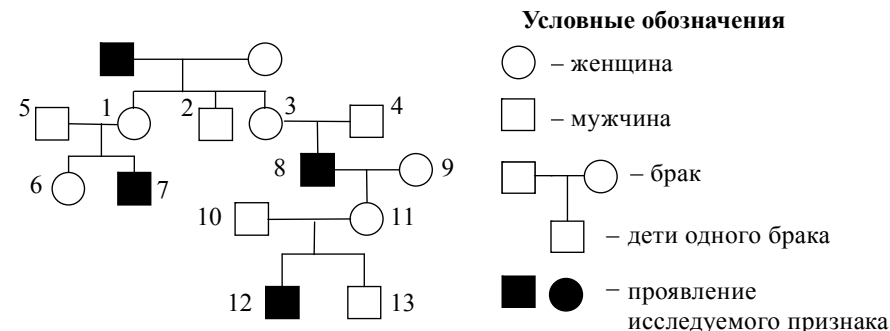 Условные обозначения
– женщина
– мужчина
– брак
– дети одного брака
– проявление
исследуемого признака
5
1
2
3
4
6
7
8
9
10
11
12
13